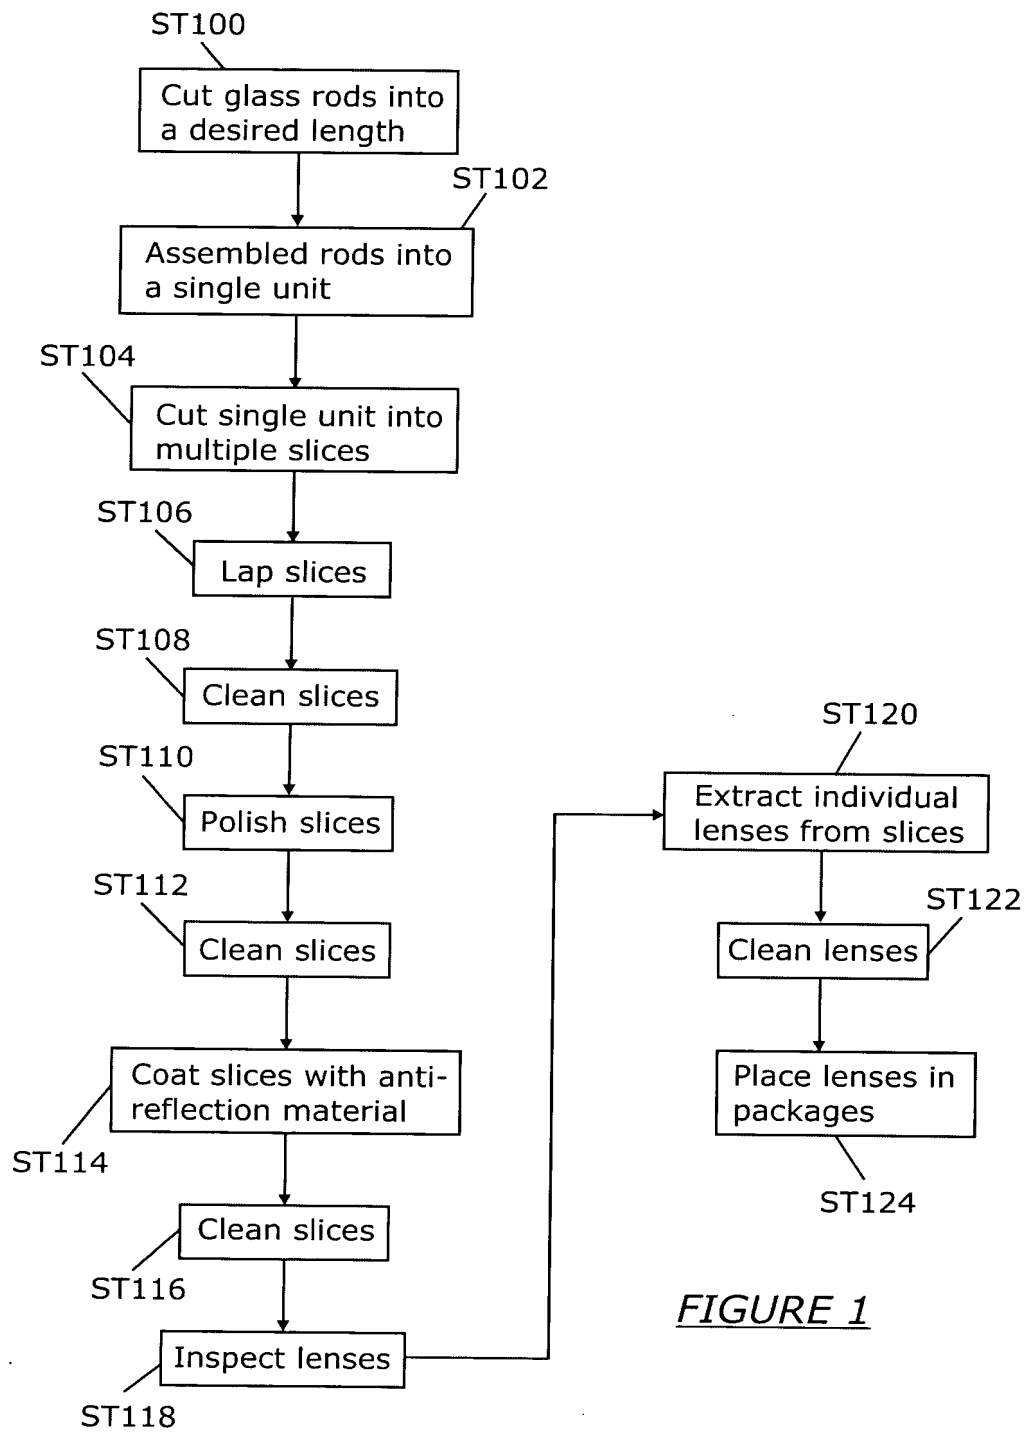 ST100
Cut glass rods into
a desired length
ST102
Assembled rods into
a single unit
ST104
Cut single unit into
multiple slices
ST106
Lap slices
ST108
Clean slices
ST110
Polish slices
ST112
Clean slices
Coat slices with anti-
reflection material
ST114
Clean slices
ST116
Inspect lenses
ST118
ST120
Extract individual
lenses from slices
ST122
Clean lenses
Place lenses in
packages
ST124
FIGURE 1